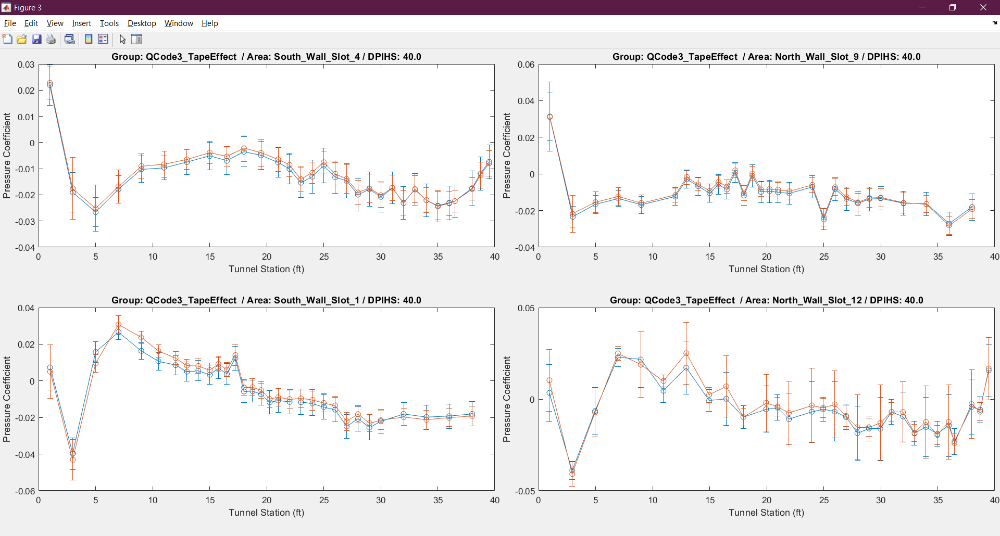 Figure 3
File Edit View Insert Tools Desktop Window Help
Group: QCode3_TapeEffect / Area: South_Wall_Slot_4 / DPIHS: 40.0
0.03
0.02
0.01
0
-0.01
-0.02
-0.03
-0.04
Pressure Coefficient
0 5 10 15 20 25 30 35 40
Tunnel Station (ft)
Group: QCode3_TapeEffect / Area: North_Wall_Slot_9 / DPIHS: 40.0
0.06
0.04
0.02
0
-0.02
-0.04
Pressure Coefficient
0 5 10 15 20 25 30 35 40
Tunnel Station (ft)
Group: QCode3_TapeEffect / Area: South_Wall_Slot_1 / DPIHS: 40.0
0.04
0.02
0
-0.02
-0.04
-0.06
Pressure Coefficient
0 5 10 15 20 25 30 35 40
Tunnel Station (ft)
Group: QCode3_TapeEffect / Area: North_Wall_Slot_12 / DPIHS: 40.0
0.05
0
-0.05
Pressure Coefficient
0 5 10 15 20 25 30 35 40
Tunnel Station (ft)